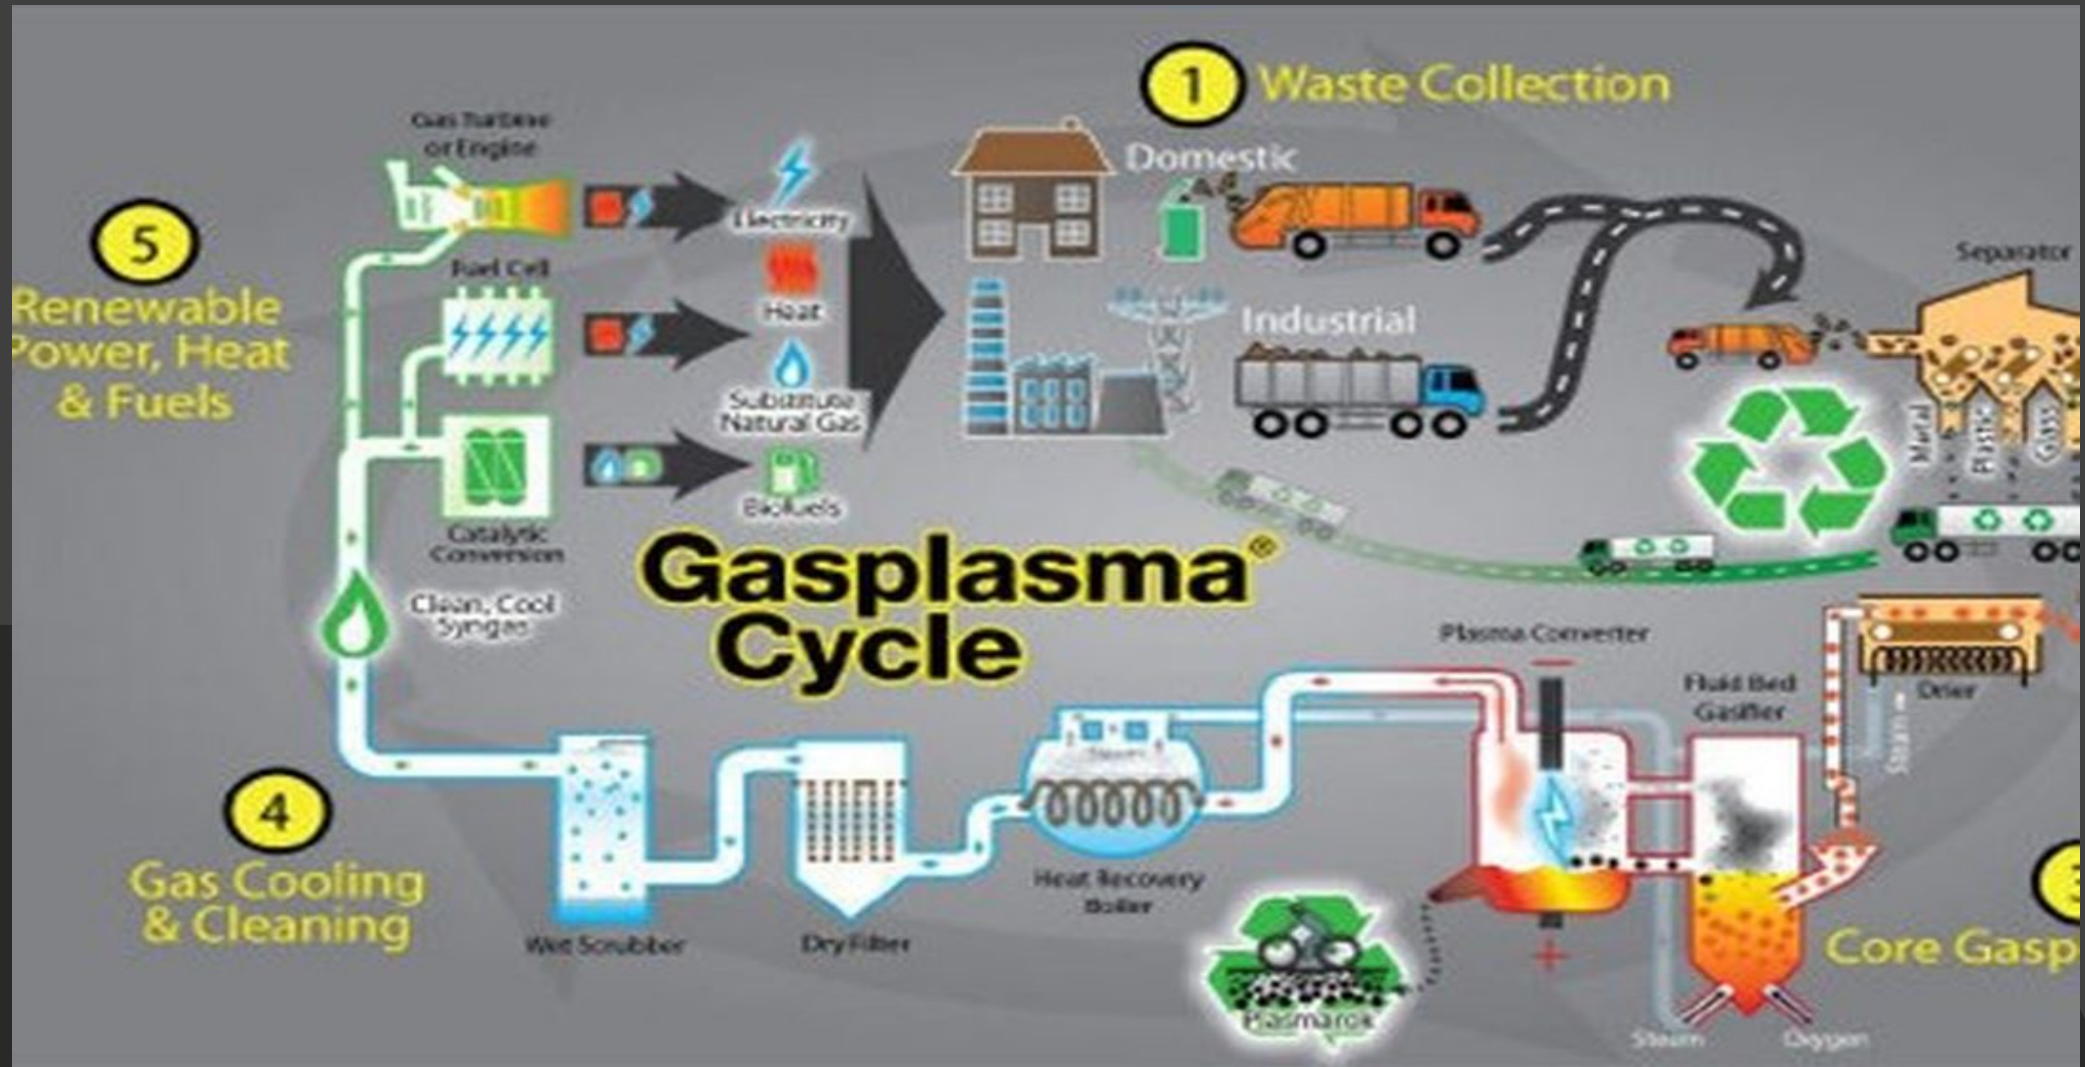 1 Waste Collection
Domestic
Industrial
Separator
Metal
Plastic
Glass
Gas Turbine
or Engine
Electricity
Heat
Substitute
Natural Gas
Biofuels
Fuel Cell
Catalytic
Conversion
Clean, Cool
Syngas
5
Renewable
Power, Heat
& Fuels
Gasplasma®
Cycle
Plasma Converter
Fluid Bed
Gasifier
Drier
Steam
Steam
Heat Recovery
Boiler
Dry Filter
Wet Scrubber
4
Gas Cooling
& Cleaning
Plasmarok
Steam
Oxygen
3
Core Gasp